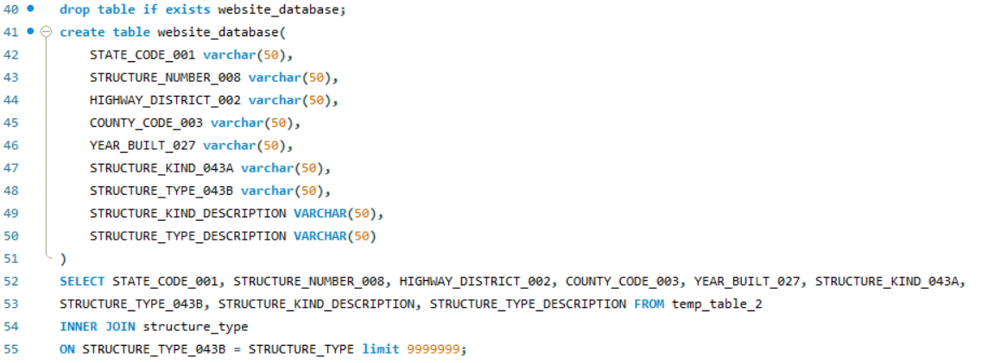 40 drop table if exists website_database;
41 create table website_database(
42 STATE_CODE_001 varchar(50),
43 STRUCTURE_NUMBER_008 varchar(50),
44 HIGHWAY_DISTRICT_002 varchar(50),
45 COUNTY_CODE_003 varchar(50),
46 YEAR_BUILT_027 varchar(50),
47 STRUCTURE_KIND_043A varchar(50),
48 STRUCTURE_TYPE_043B varchar(50),
49 STRUCTURE_KIND_DESCRIPTION VARCHAR(50),
50 STRUCTURE_TYPE_DESCRIPTION VARCHAR(50)
51 )
52 SELECT STATE_CODE_001, STRUCTURE_NUMBER_008, HIGHWAY_DISTRICT_002, COUNTY_CODE_003, YEAR_BUILT_027, STRUCTURE_KIND_043A,
53 STRUCTURE_TYPE_043B, STRUCTURE_KIND_DESCRIPTION, STRUCTURE_TYPE_DESCRIPTION FROM temp_table_2
54 INNER JOIN structure_type
55 ON STRUCTURE_TYPE_043B = STRUCTURE_TYPE limit 9999999;